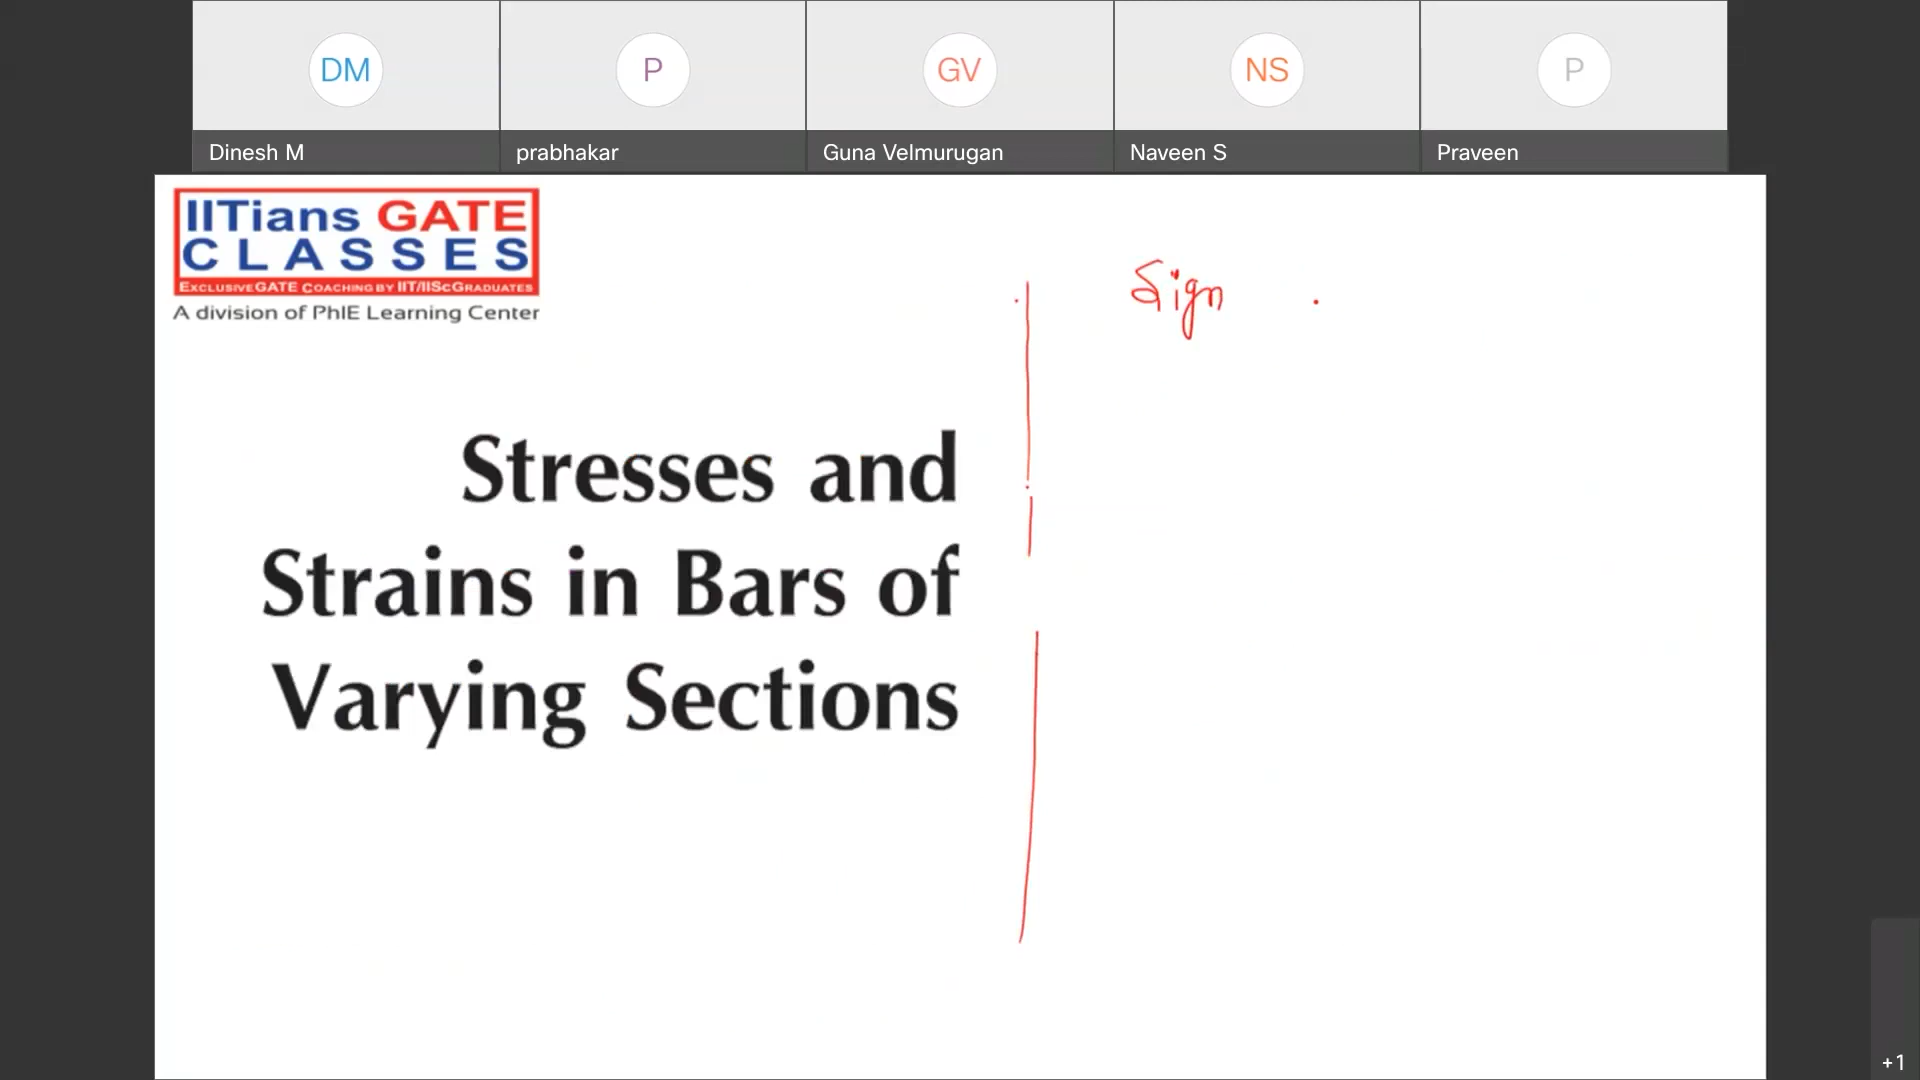 DM
P
GV
NS
P
Dinesh M
prabhakar
Guna Velmurugan
Naveen S
Praveen
IITians GATE
CLASSES
EXCLUSIVE GATE COACHING BY IIT/IISC GRADUATES
A division of PhIE Learning Center
Sign
Stresses and
Strains in Bars of
Varying Sections
+1